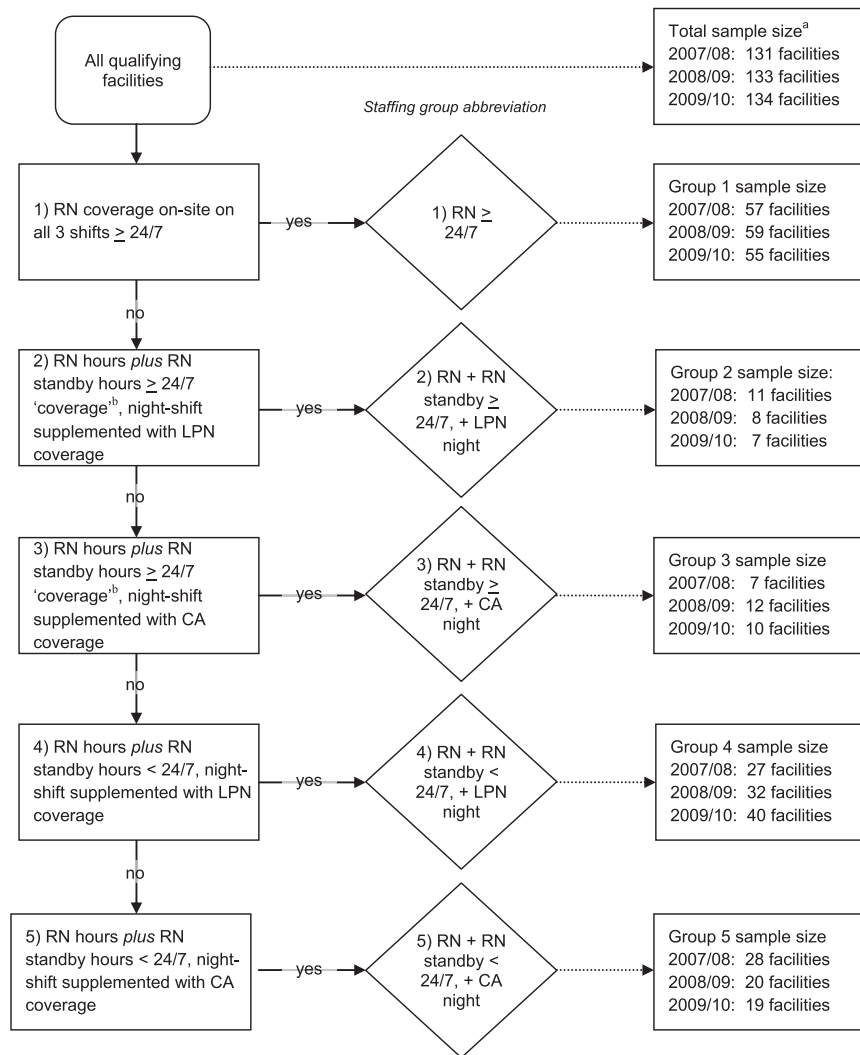 All qualifying
facilities
Total sample sizeᵃ
2007/08: 131 facilities
2008/09: 133 facilities
2009/10: 134 facilities
Staffing group abbreviation
1) RN coverage on-site on
all 3 shifts ≥ 24/7
yes
1) RN ≥
24/7
Group 1 sample size
2007/08: 57 facilities
2008/09: 59 facilities
2009/10: 55 facilities
no
2) RN hours plus RN
standby hours ≥ 24/7
‘coverage’ᵇ, night-shift
supplemented with LPN
coverage
yes
2) RN + RN
standby ≥
24/7, + LPN
night
Group 2 sample size:
2007/08: 11 facilities
2008/09: 8 facilities
2009/10: 7 facilities
no
3) RN hours plus RN
standby hours ≥ 24/7
‘coverage’ᵇ, night-shift
supplemented with CA
coverage
yes
3) RN + RN
standby ≥
24/7, + CA
night
Group 3 sample size
2007/08: 7 facilities
2008/09: 12 facilities
2009/10: 10 facilities
no
4) RN hours plus RN
standby hours < 24/7, night-
shift supplemented with LPN
coverage
yes
4) RN + RN
standby <
24/7, + LPN
night
Group 4 sample size
2007/08: 27 facilities
2008/09: 32 facilities
2009/10: 40 facilities
no
5) RN hours plus RN
standby hours < 24/7, night-
shift supplemented with CA
coverage
yes
5) RN + RN
standby <
24/7, + CA
night
Group 5 sample size
2007/08: 28 facilities
2008/09: 20 facilities
2009/10: 19 facilities